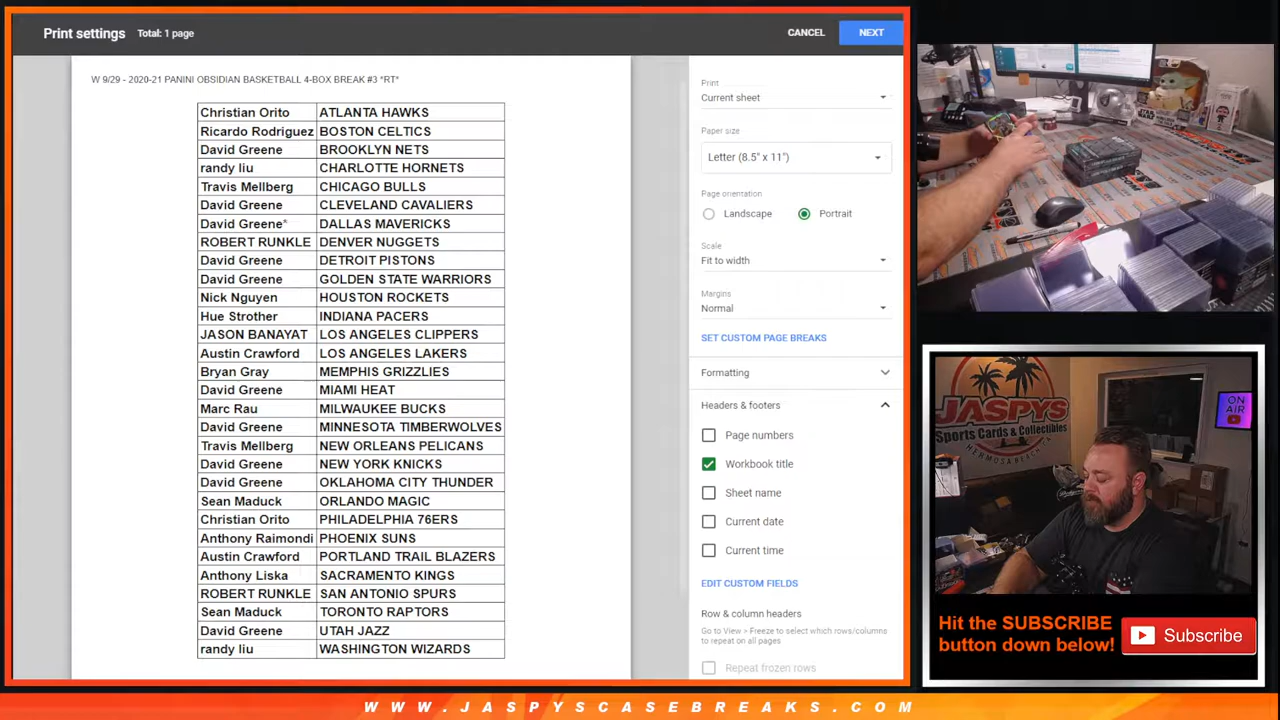 Print settings Total: 1 page CANCEL NEXT
W 9/29 - 2020-21 PANINI OBSIDIAN BASKETBALL 4-BOX BREAK #3 *RT*
Christian Orito ATLANTA HAWKS
Ricardo Rodriguez BOSTON CELTICS
David Greene BROOKLYN NETS
randy liu CHARLOTTE HORNETS
Travis Mellberg CHICAGO BULLS
David Greene CLEVELAND CAVALIERS
David Greene* DALLAS MAVERICKS
ROBERT RUNKLE DENVER NUGGETS
David Greene DETROIT PISTONS
David Greene GOLDEN STATE WARRIORS
Nick Nguyen HOUSTON ROCKETS
Hue Strother INDIANA PACERS
JASON BANAYAT LOS ANGELES CLIPPERS
Austin Crawford LOS ANGELES LAKERS
Bryan Gray MEMPHIS GRIZZLIES
David Greene MIAMI HEAT
Marc Rau MILWAUKEE BUCKS
David Greene MINNESOTA TIMBERWOLVES
Travis Mellberg NEW ORLEANS PELICANS
David Greene NEW YORK KNICKS
David Greene OKLAHOMA CITY THUNDER
Sean Maduck ORLANDO MAGIC
Christian Orito PHILADELPHIA 76ERS
Anthony Raimondi PHOENIX SUNS
Austin Crawford PORTLAND TRAIL BLAZERS
Anthony Liska SACRAMENTO KINGS
ROBERT RUNKLE SAN ANTONIO SPURS
Sean Maduck TORONTO RAPTORS
David Greene UTAH JAZZ
randy liu WASHINGTON WIZARDS
Print
Current sheet
Paper size
Letter (8.5" x 11")
Page orientation
Landscape Portrait
Scale
Fit to width
Margins
Normal
SET CUSTOM PAGE BREAKS
Formatting
Headers & footers
Page numbers
Workbook title
Sheet name
Current date
Current time
EDIT CUSTOM FIELDS
Row & column headers
Go to View > Freeze to select which rows/columns
to repeat on all pages
Repeat frozen rows
JASPYS
Sports Cards & Collectibles
HERMOSA BEACH
ON
AIR
Hit the SUBSCRIBE
button down below!
Subscribe
WWW.JASPYSCASEBREAKS.COM